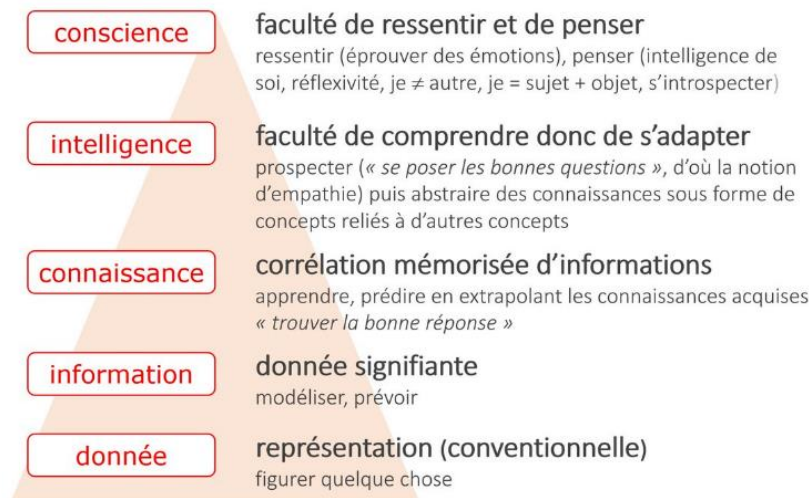 conscience
faculté de ressentir et de penser
ressentir (éprouver des émotions), penser (intelligence de
soi, réflexivité, je ≠ autre, je = sujet + objet, s’introspecter)
intelligence
faculté de comprendre donc de s’adapter
prospecter (« se poser les bonnes questions », d’où la notion
d’empathie) puis abstraire des connaissances sous forme de
concepts reliés à d’autres concepts
connaissance
corrélation mémorisée d’informations
apprendre, prédire en extrapolant les connaissances acquises
« trouver la bonne réponse »
information
donnée signifiante
modéliser, prévoir
donnée
représentation (conventionnelle)
figurer quelque chose